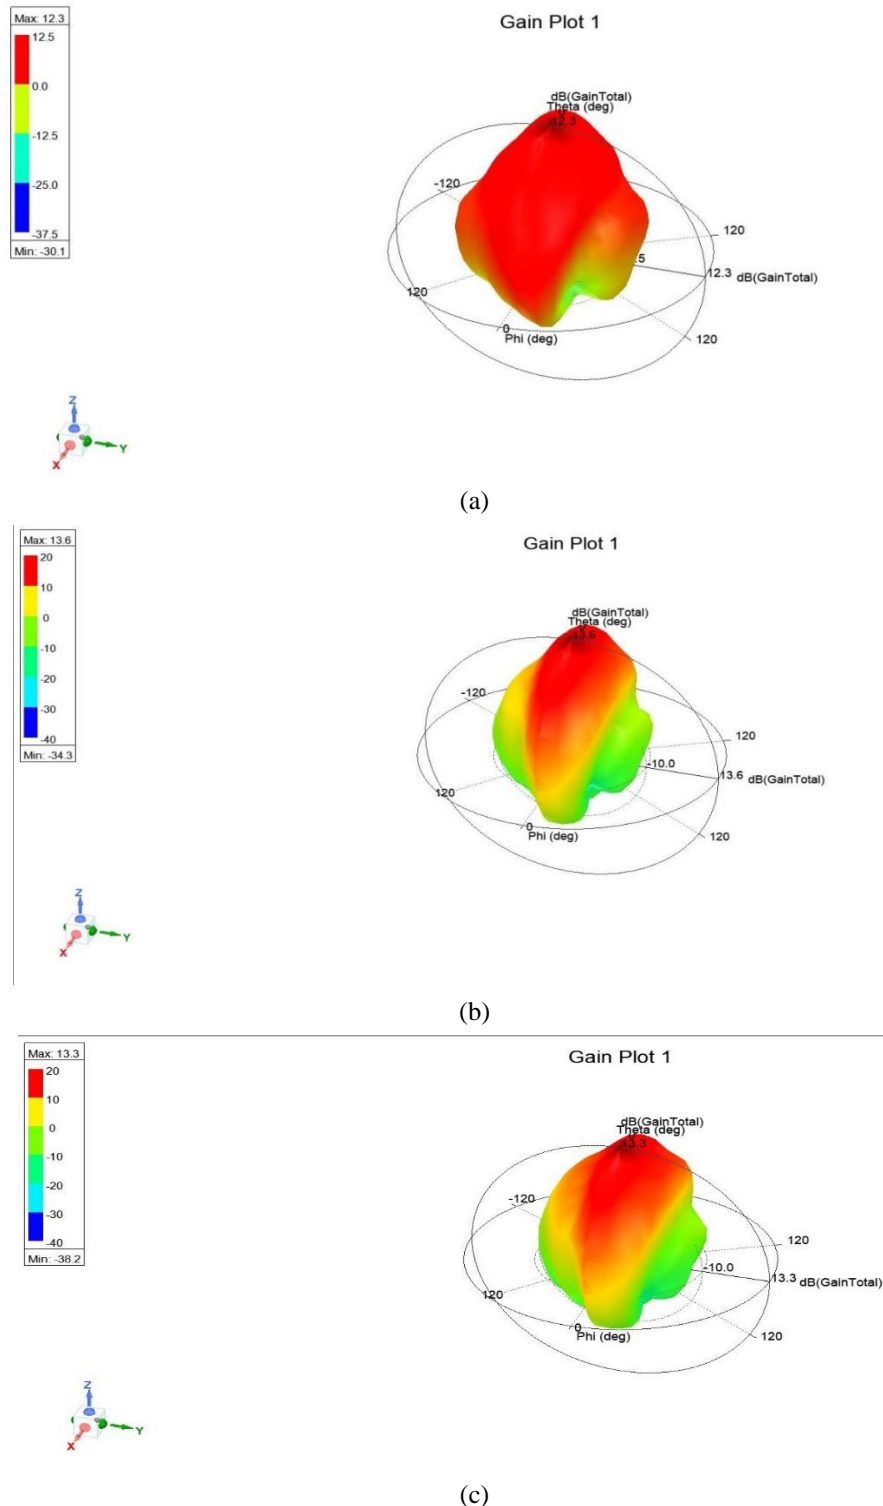 Max: 12.3
12.5
0.0
-12.5
-25.0
-37.5
Min: -30.1
Gain Plot 1
dB(GainTotal)
Theta (deg)
12.3
-120
120
.5
12.3 dB(GainTotal)
120
120
0
Phi (deg)
Z
Y
X
(a)
Max: 13.6
20
10
0
-10
-20
-30
-40
Min: -34.3
Gain Plot 1
dB(GainTotal)
Theta (deg)
13.6
-120
120
-10.0
13.6 dB(GainTotal)
120
120
0
Phi (deg)
Z
Y
X
(b)
Max: 13.3
20
10
0
-10
-20
-30
-40
Min: -38.2
Gain Plot 1
dB(GainTotal)
Theta (deg)
13.3
-120
120
-10.0
13.3 dB(GainTotal)
120
120
0
Phi (deg)
Z
Y
X
(c)